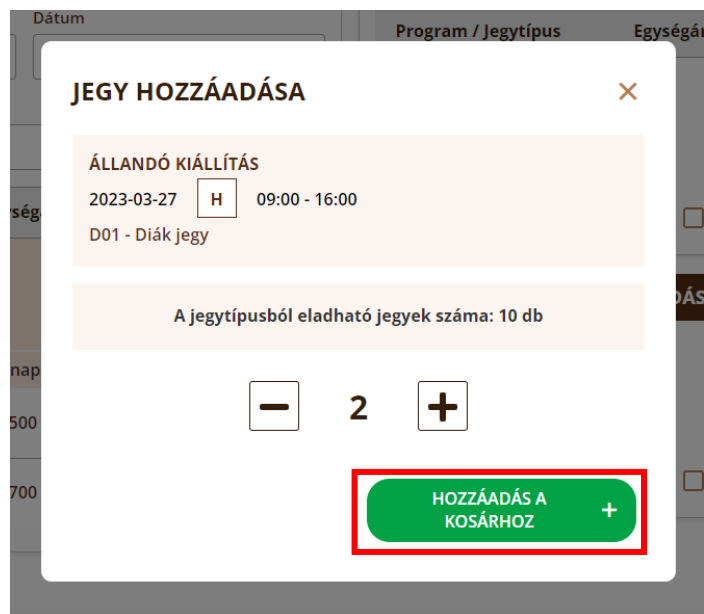 Dátum
Program / Jegytípus
JEGY HOZZÁADÁSA
ÁLLANDÓ KIÁLLÍTÁS
2023-03-27 H 09:00 - 16:00
D01 - Diák jegy
A jegytípusból eladható jegyek száma: 10 db
nap
500
- 2 +
700
HOZZÁADÁS A
KOSÁRHOZ +